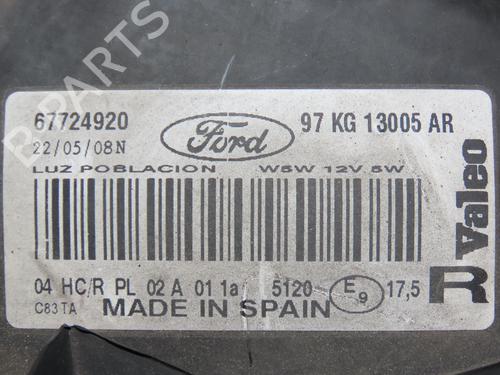 67724920 Ford 97 KG 13005 AR
22/05/08N
LUZ POBLACION W5W 12V 5W
Valeo
04 HC/R PL 02 A 01 1a 5120 E9 17,5 R
C83TA MADE IN SPAIN
B-PARTS